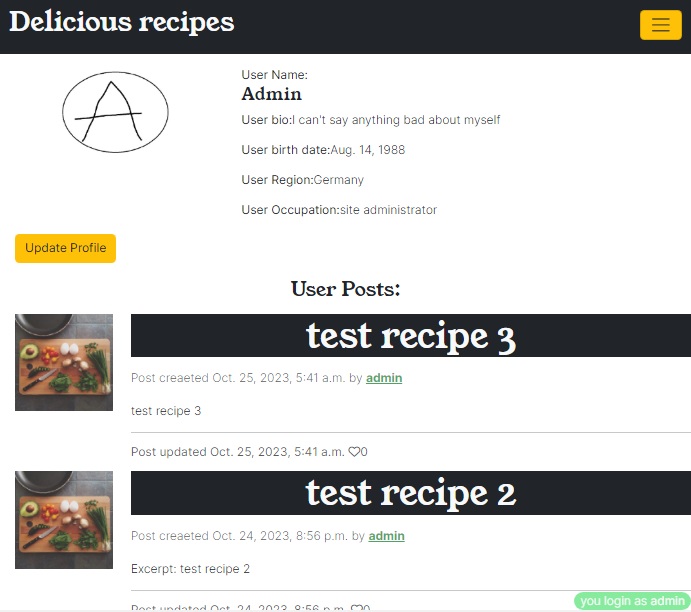 Delicious recipes
A
User Name:
Admin
User bio:I can't say anything bad about myself
User birth date:Aug. 14, 1988
User Region:Germany
User Occupation:site administrator
Update Profile
User Posts:
test recipe 3
Post creaeted Oct. 25, 2023, 5:41 a.m. by admin
test recipe 3
Post updated Oct. 25, 2023, 5:41 a.m. ♡0
test recipe 2
Post creaeted Oct. 24, 2023, 8:56 p.m. by admin
Excerpt: test recipe 2
Post updated Oct. 24, 2023, 8:56 p.m. ♡0
you login as admin